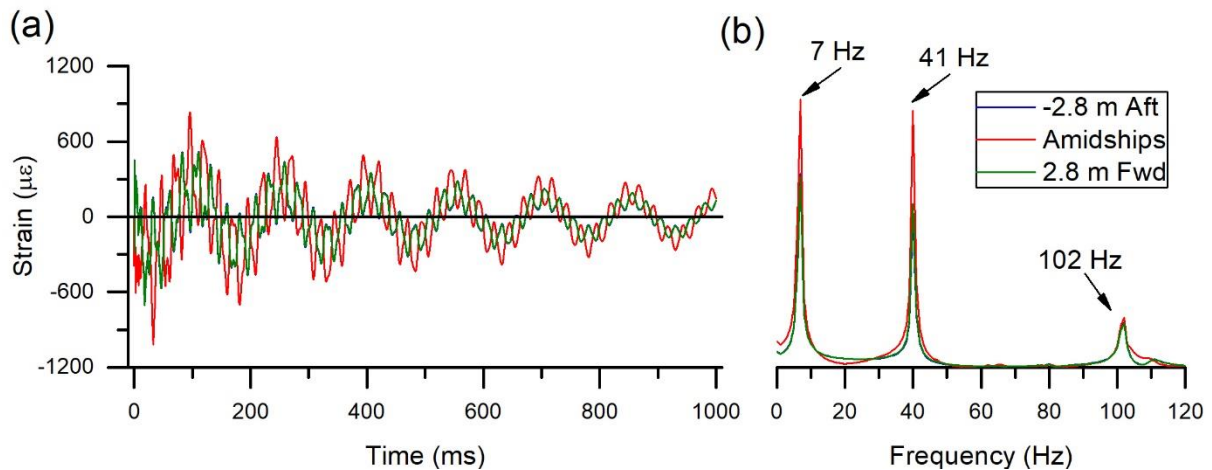 (a)
1200
600
0
-600
-1200
Strain (με)
0
200
400
600
800
1000
Time (ms)
(b)
7 Hz
41 Hz
102 Hz
-2.8 m Aft
Amidships
2.8 m Fwd
0
20
40
60
80
100
120
Frequency (Hz)